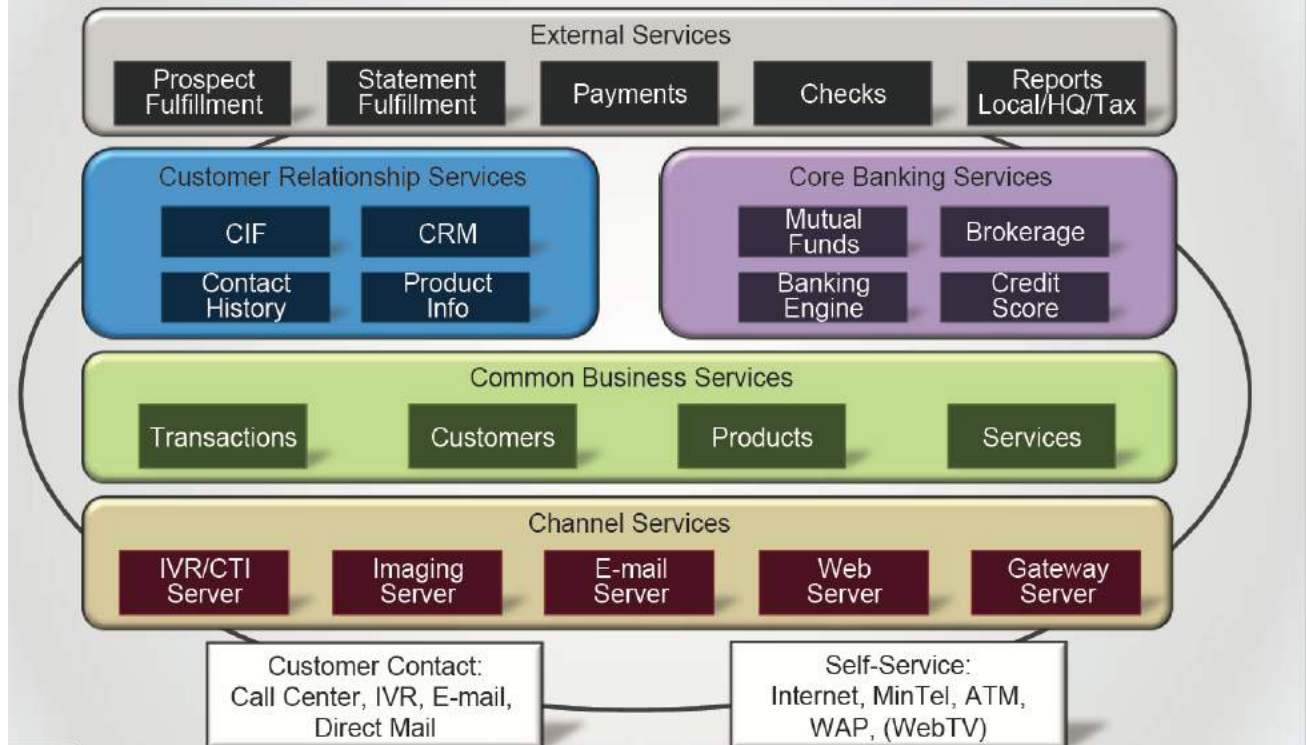 External Services
Prospect
Fulfillment
Statement
Fulfillment
Payments
Checks
Reports
Local/HQ/Tax
Customer Relationship Services
CIF
CRM
Contact
History
Product
Info
Core Banking Services
Mutual
Funds
Brokerage
Banking
Engine
Credit
Score
Common Business Services
Transactions
Customers
Products
Services
Channel Services
IVR/CTI
Server
Imaging
Server
E-mail
Server
Web
Server
Gateway
Server
Customer Contact:
Call Center, IVR, E-mail,
Direct Mail
Self-Service:
Internet, MinTel, ATM,
WAP, (WebTV)